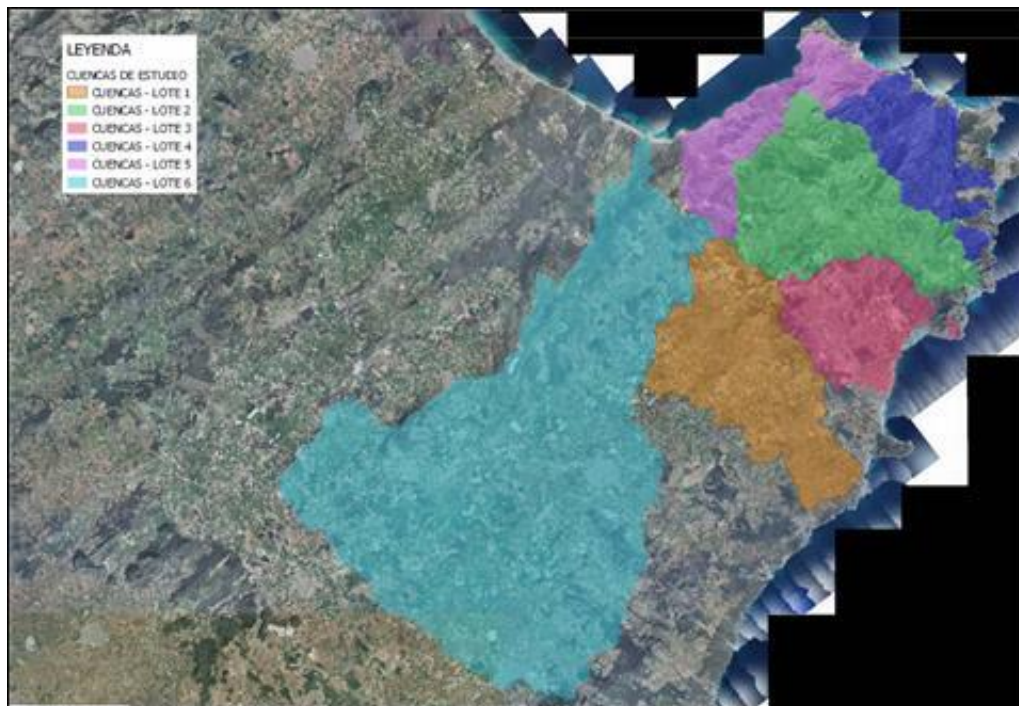 LEYENDA
CUENCAS DE ESTUDIO
CUENCAS - LOTE 1
CUENCAS - LOTE 2
CUENCAS - LOTE 3
CUENCAS - LOTE 4
CUENCAS - LOTE 5
CUENCAS - LOTE 6